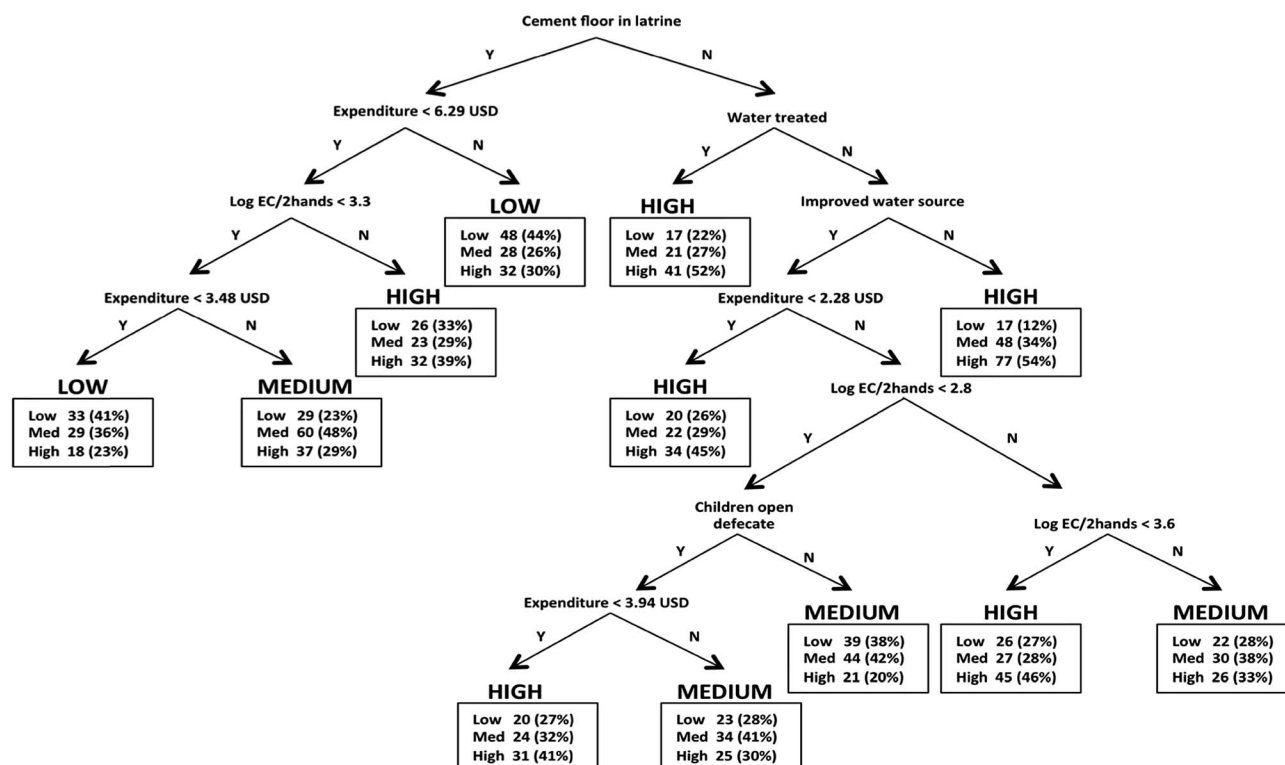 Cement floor in latrine
Y
N
Expenditure < 6.29 USD
Water treated
Y
N
Y
N
Log EC/2hands < 3.3
LOW
Low 48 (44%)
Med 28 (26%)
High 32 (30%)
HIGH
Low 17 (22%)
Med 21 (27%)
High 41 (52%)
Improved water source
Y
N
Y
N
Expenditure < 3.48 USD
HIGH
Low 26 (33%)
Med 23 (29%)
High 32 (39%)
Expenditure < 2.28 USD
HIGH
Low 17 (12%)
Med 48 (34%)
High 77 (54%)
Y
N
Y
N
LOW
Low 33 (41%)
Med 29 (36%)
High 18 (23%)
MEDIUM
Low 29 (23%)
Med 60 (48%)
High 37 (29%)
HIGH
Low 20 (26%)
Med 22 (29%)
High 34 (45%)
Log EC/2hands < 2.8
Y
N
Children open
defecate
Log EC/2hands < 3.6
Y
N
Y
N
Expenditure < 3.94 USD
MEDIUM
Low 39 (38%)
Med 44 (42%)
High 21 (20%)
HIGH
Low 26 (27%)
Med 27 (28%)
High 45 (46%)
MEDIUM
Low 22 (28%)
Med 30 (38%)
High 26 (33%)
Y
N
HIGH
Low 20 (27%)
Med 24 (32%)
High 31 (41%)
MEDIUM
Low 23 (28%)
Med 34 (41%)
High 25 (30%)